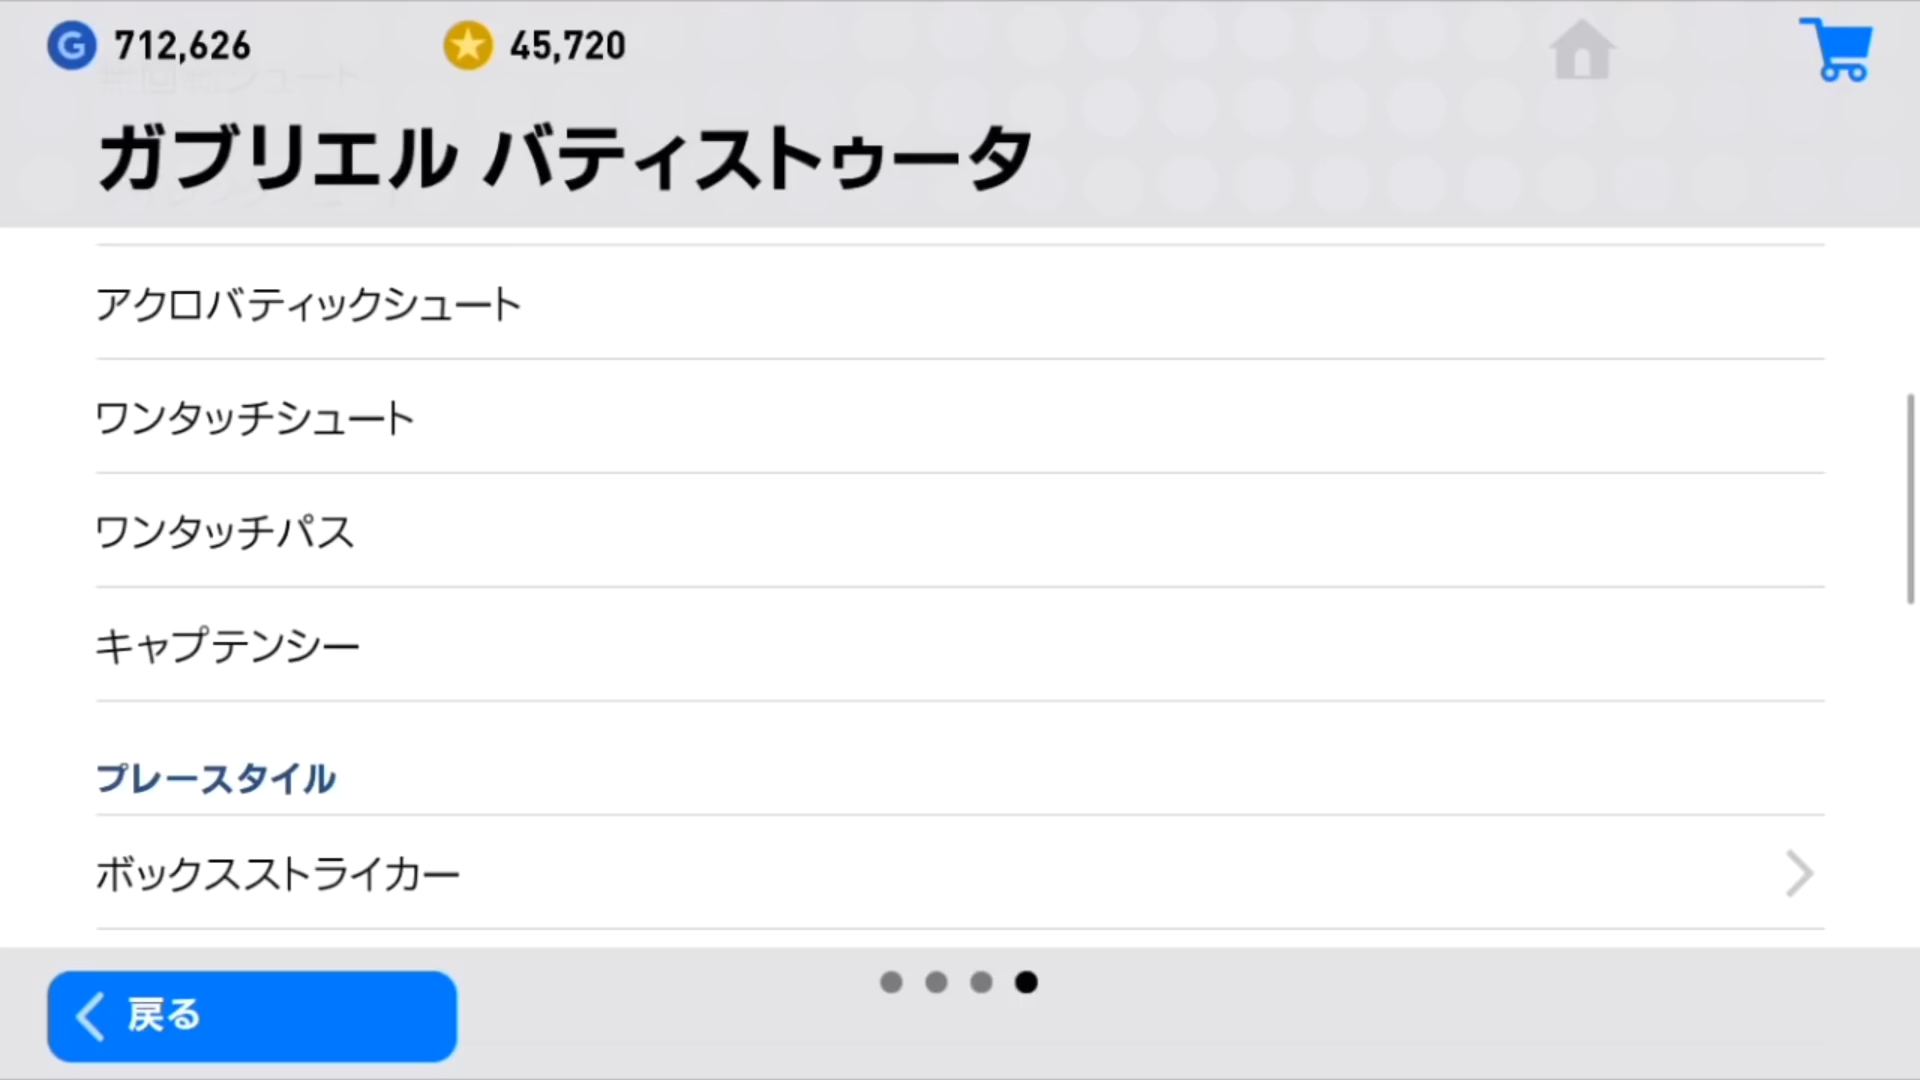 G 712,626
45,720
ガブリエル バティストゥータ
アクロバティックシュート
ワンタッチシュート
ワンタッチパス
キャプテンシー
プレースタイル
ボックスストライカー
戻る